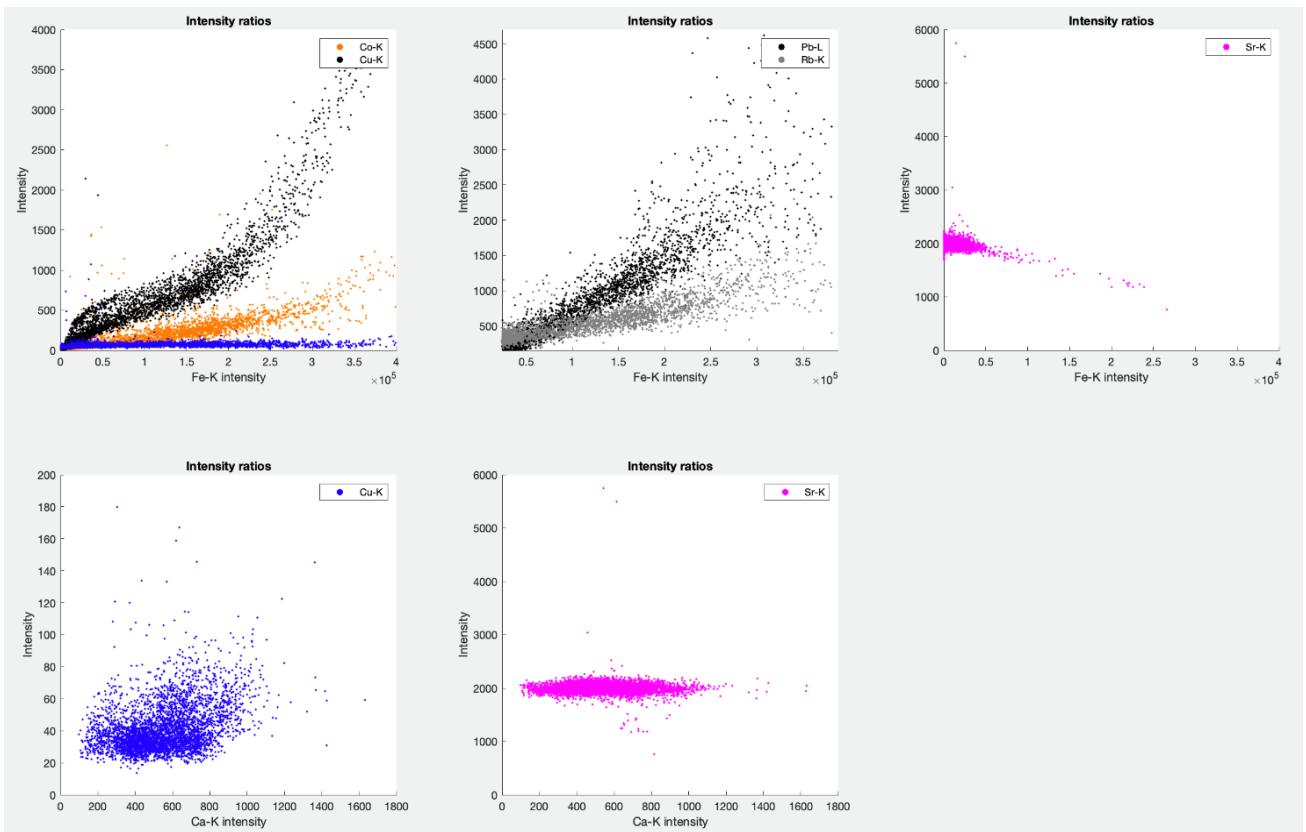 Intensity ratios
Co-K
Cu-K
Intensity
4000
3500
3000
2500
2000
1500
1000
500
0
0 0.5 1 1.5 2 2.5 3 3.5 4
Fe-K intensity
×10⁵
Intensity ratios
Pb-L
Rb-K
Intensity
4500
4000
3500
3000
2500
2000
1500
1000
500
0.5 1 1.5 2 2.5 3 3.5
Fe-K intensity
×10⁵
Intensity ratios
Sr-K
Intensity
6000
5000
4000
3000
2000
1000
0
0 0.5 1 1.5 2 2.5 3 3.5 4
Fe-K intensity
×10⁵
Intensity ratios
Cu-K
Intensity
200
180
160
140
120
100
80
60
40
20
0
0 200 400 600 800 1000 1200 1400 1600 1800
Ca-K intensity
Intensity ratios
Sr-K
Intensity
6000
5000
4000
3000
2000
1000
0
0 200 400 600 800 1000 1200 1400 1600 1800
Ca-K intensity